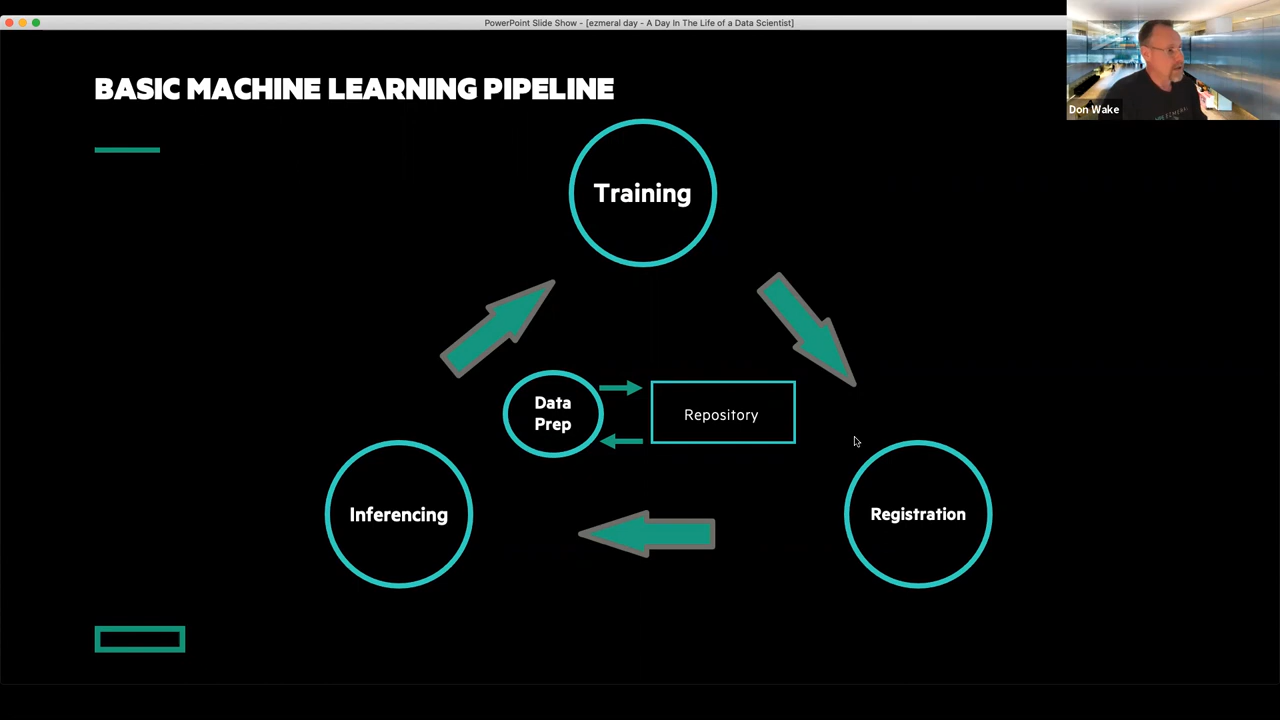 PowerPoint Slide Show - [ezmeral day - A Day In The Life of a Data Scientist]
BASIC MACHINE LEARNING PIPELINE
Don Wake
Training
Data
Prep
Repository
Inferencing
Registration